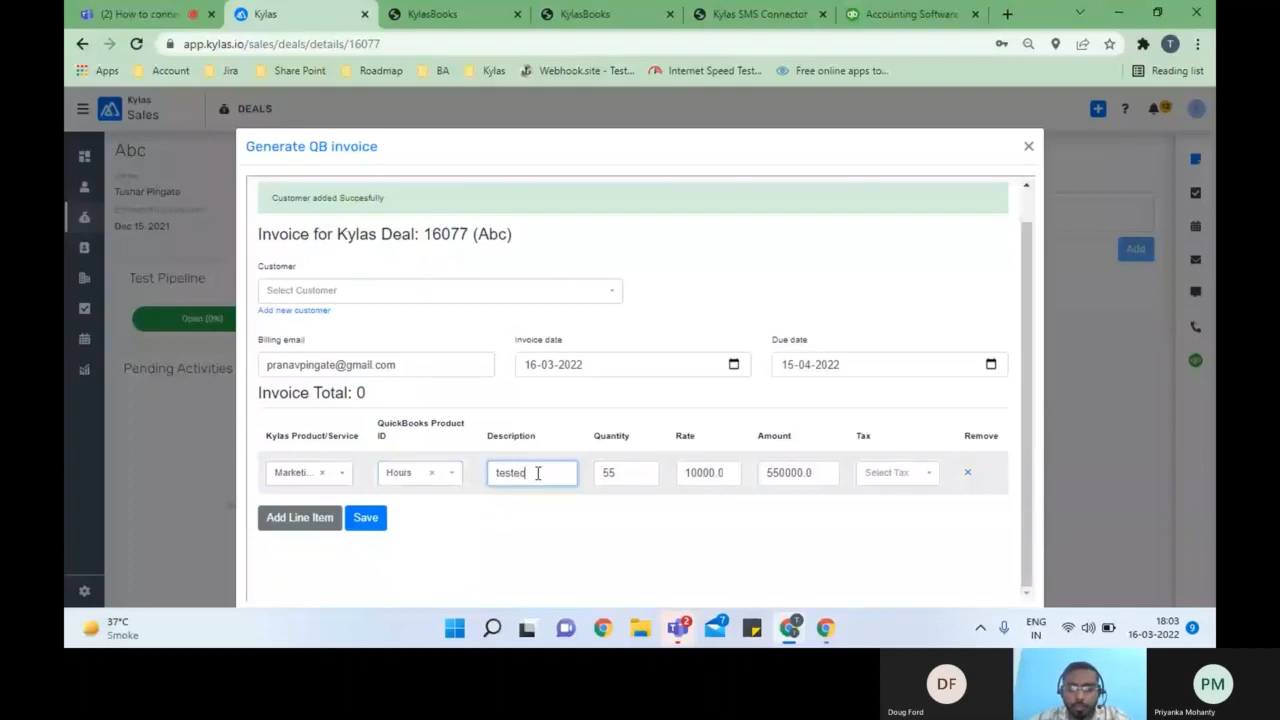 (2) How to conne
Kylas
KylasBooks
KylasBooks
Kylas SMS Connector
Accounting Software
app.kylas.io/sales/deals/details/16077
T
Apps
Account
Jira
Share Point
Roadmap
BA
Kylas
Webhook.site - Test...
Internet Speed Test...
Free online apps to...
Reading list
Kylas
Sales
DEALS
Abc
Tushar Pingate
Dec 15, 2021
Test Pipeline
Open (0%)
Pending Activities
Add
Generate QB invoice
Customer added Succesfully
Invoice for Kylas Deal: 16077 (Abc)
Customer
Select Customer
Add new customer
Billing email
Invoice date
Due date
pranavpingate@gmail.com
16-03-2022
15-04-2022
Invoice Total: 0
Kylas Product/Service
QuickBooks Product
ID
Description
Quantity
Rate
Amount
Tax
Remove
Marketi...
Hours
tested
55
10000.0
550000.0
Select Tax
Add Line Item
Save
37°C
Smoke
2
7
ENG
IN
18:03
16-03-2022
9
DF
Doug Ford
PM
Priyanka Mohanty